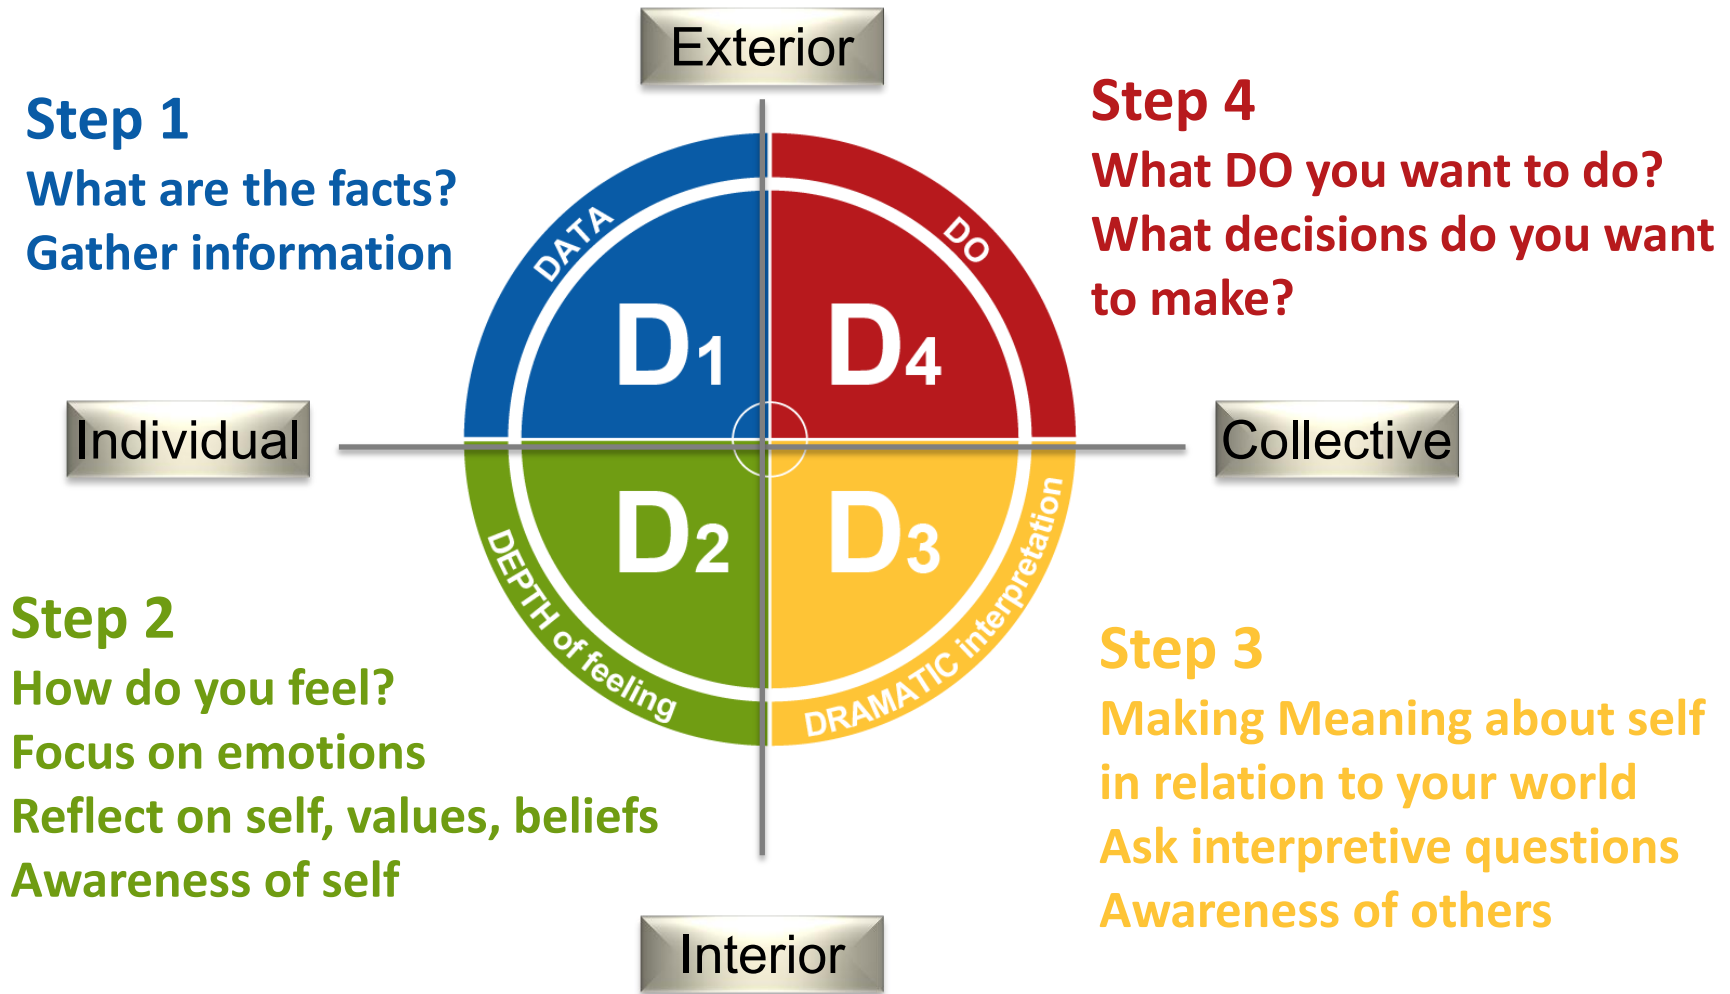 Exterior
Step 1
What are the facts?
Gather information
Step 4
What DO you want to do?
What decisions do you want
to make?
DATA
DO
D1
D4
Individual
Collective
D2
D3
DEPTH of feeling
DRAMATIC interpretation
Step 2
How do you feel?
Focus on emotions
Reflect on self, values, beliefs
Awareness of self
Step 3
Making Meaning about self
in relation to your world
Ask interpretive questions
Awareness of others
Interior